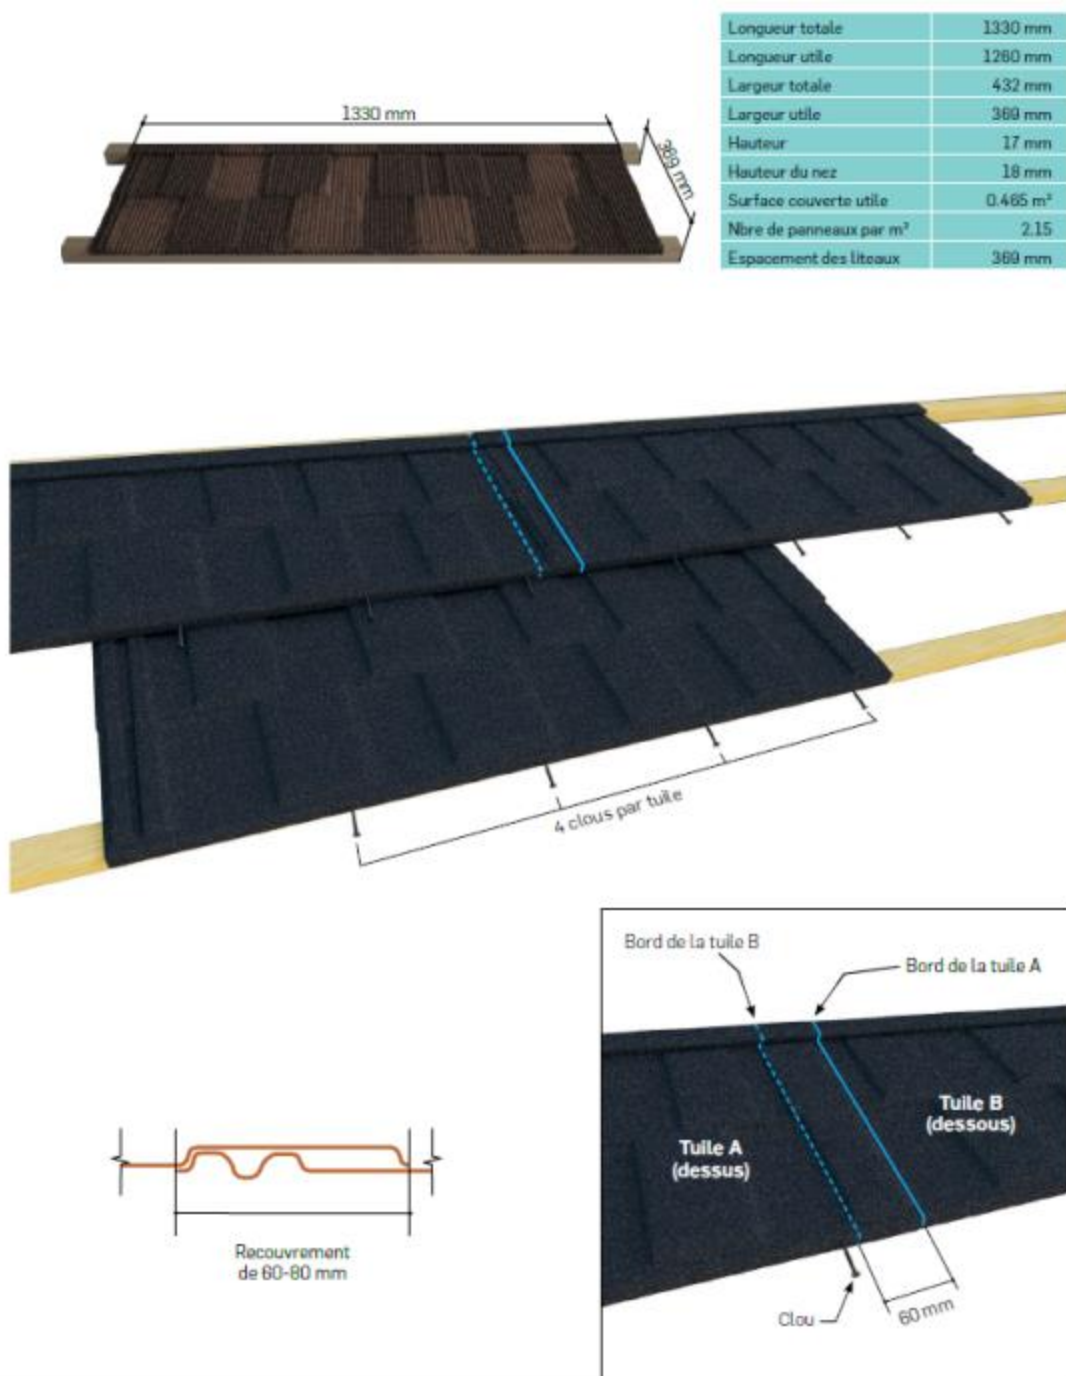 1330 mm
369 mm
Longueur totale 1330 mm
Longueur utile 1260 mm
Largeur totale 432 mm
Largeur utile 369 mm
Hauteur 17 mm
Hauteur du nez 18 mm
Surface couverte utile 0.465 m²
Nbre de panneaux par m² 2,15
Espacement des liteaux 369 mm
4 clous par tuile
Bord de la tuile B
Bord de la tuile A
Tuile A
(dessus)
Tuile B
(dessous)
Clou
60 mm
Recouvrement
de 60-80 mm